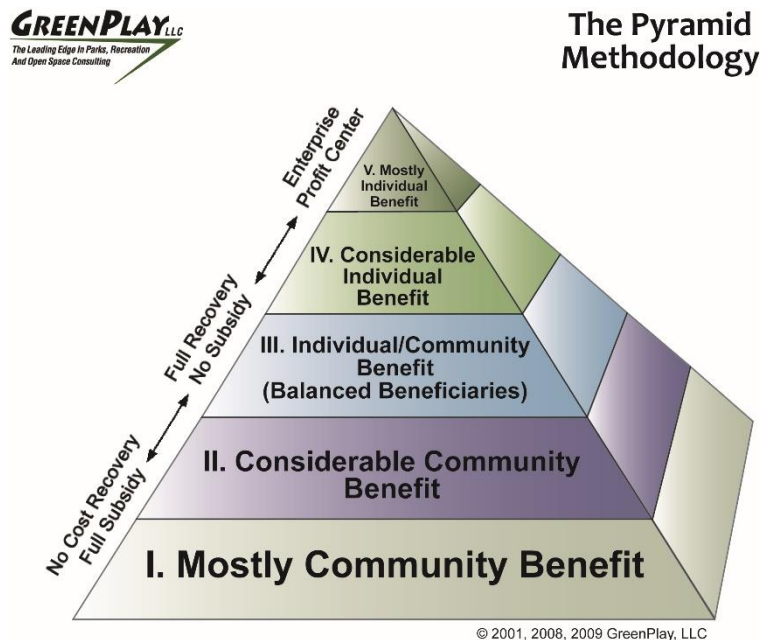 GREENPLAY LLC
The Leading Edge In Parks, Recreation
And Open Space Consulting
The Pyramid
Methodology
Enterprise
Profit Center
V. Mostly
Individual
Benefit
IV. Considerable
Individual
Benefit
Full Recovery
No Subsidy
III. Individual/Community
Benefit
(Balanced Beneficiaries)
II. Considerable Community
Benefit
No Cost Recovery
Full Subsidy
I. Mostly Community Benefit
© 2001, 2008, 2009 GreenPlay, LLC